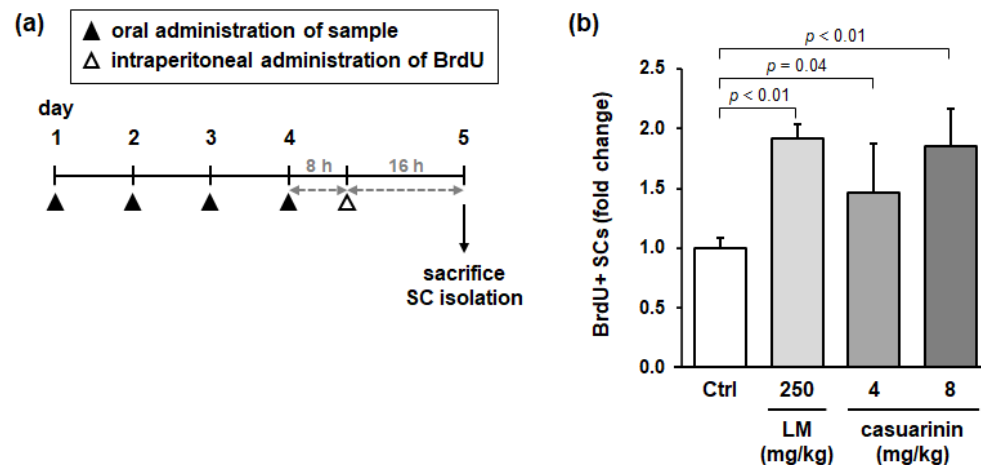 (a)
▲ oral administration of sample
△ intraperitoneal administration of BrdU
day
1 2 3 4 5
8 h 16 h
sacrifice
SC isolation
(b)
p < 0.01
p = 0.04
p < 0.01
BrdU+ SCs (fold change)
2.5
2.0
1.5
1.0
0.5
0.0
Ctrl 250 4 8
LM casuarinin
(mg/kg) (mg/kg)